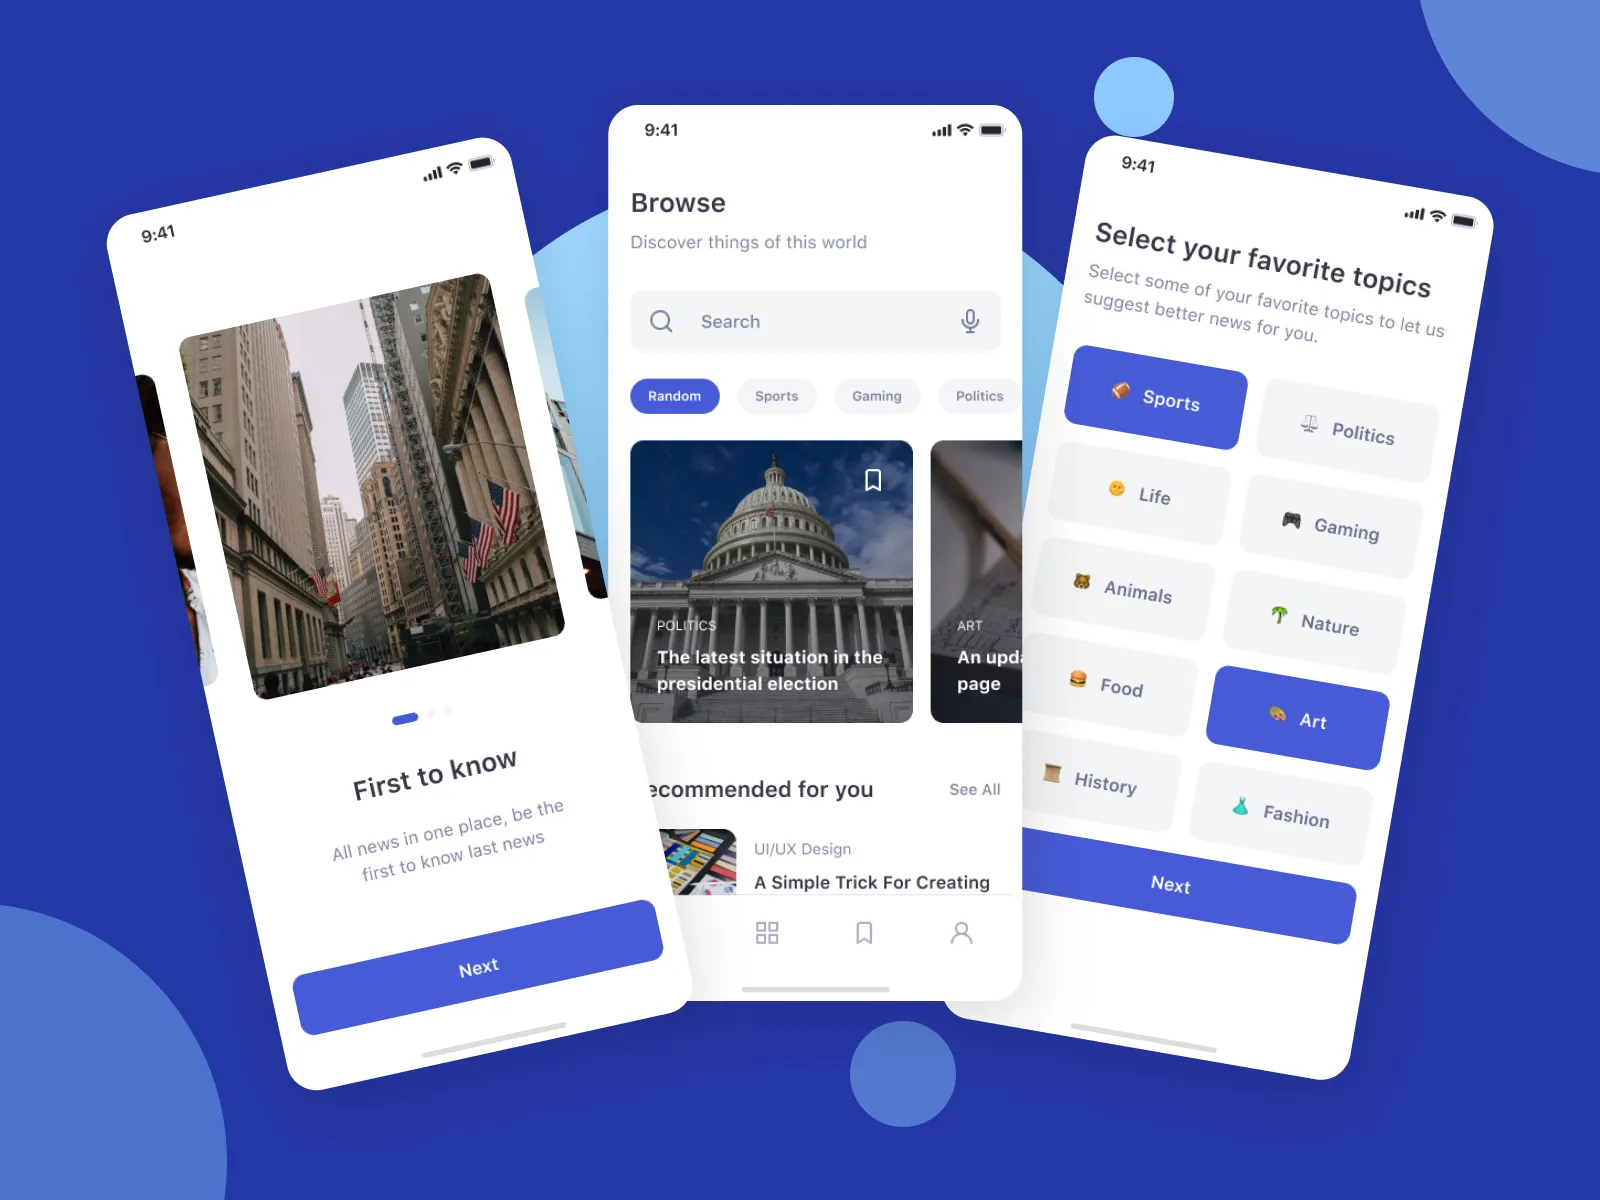 9:41
First to know
All news in one place, be the
first to know last news
Next
9:41
Browse
Discover things of this world
Search
Random
Sports
Gaming
Politics
POLITICS
The latest situation in the
presidential election
ART
An upda
page
ecommended for you
See All
UI/UX Design
A Simple Trick For Creating
9:41
Select your favorite topics
Select some of your favorite topics to let us
suggest better news for you.
Sports
Politics
Life
Gaming
Animals
Nature
Food
Art
History
Fashion
Next